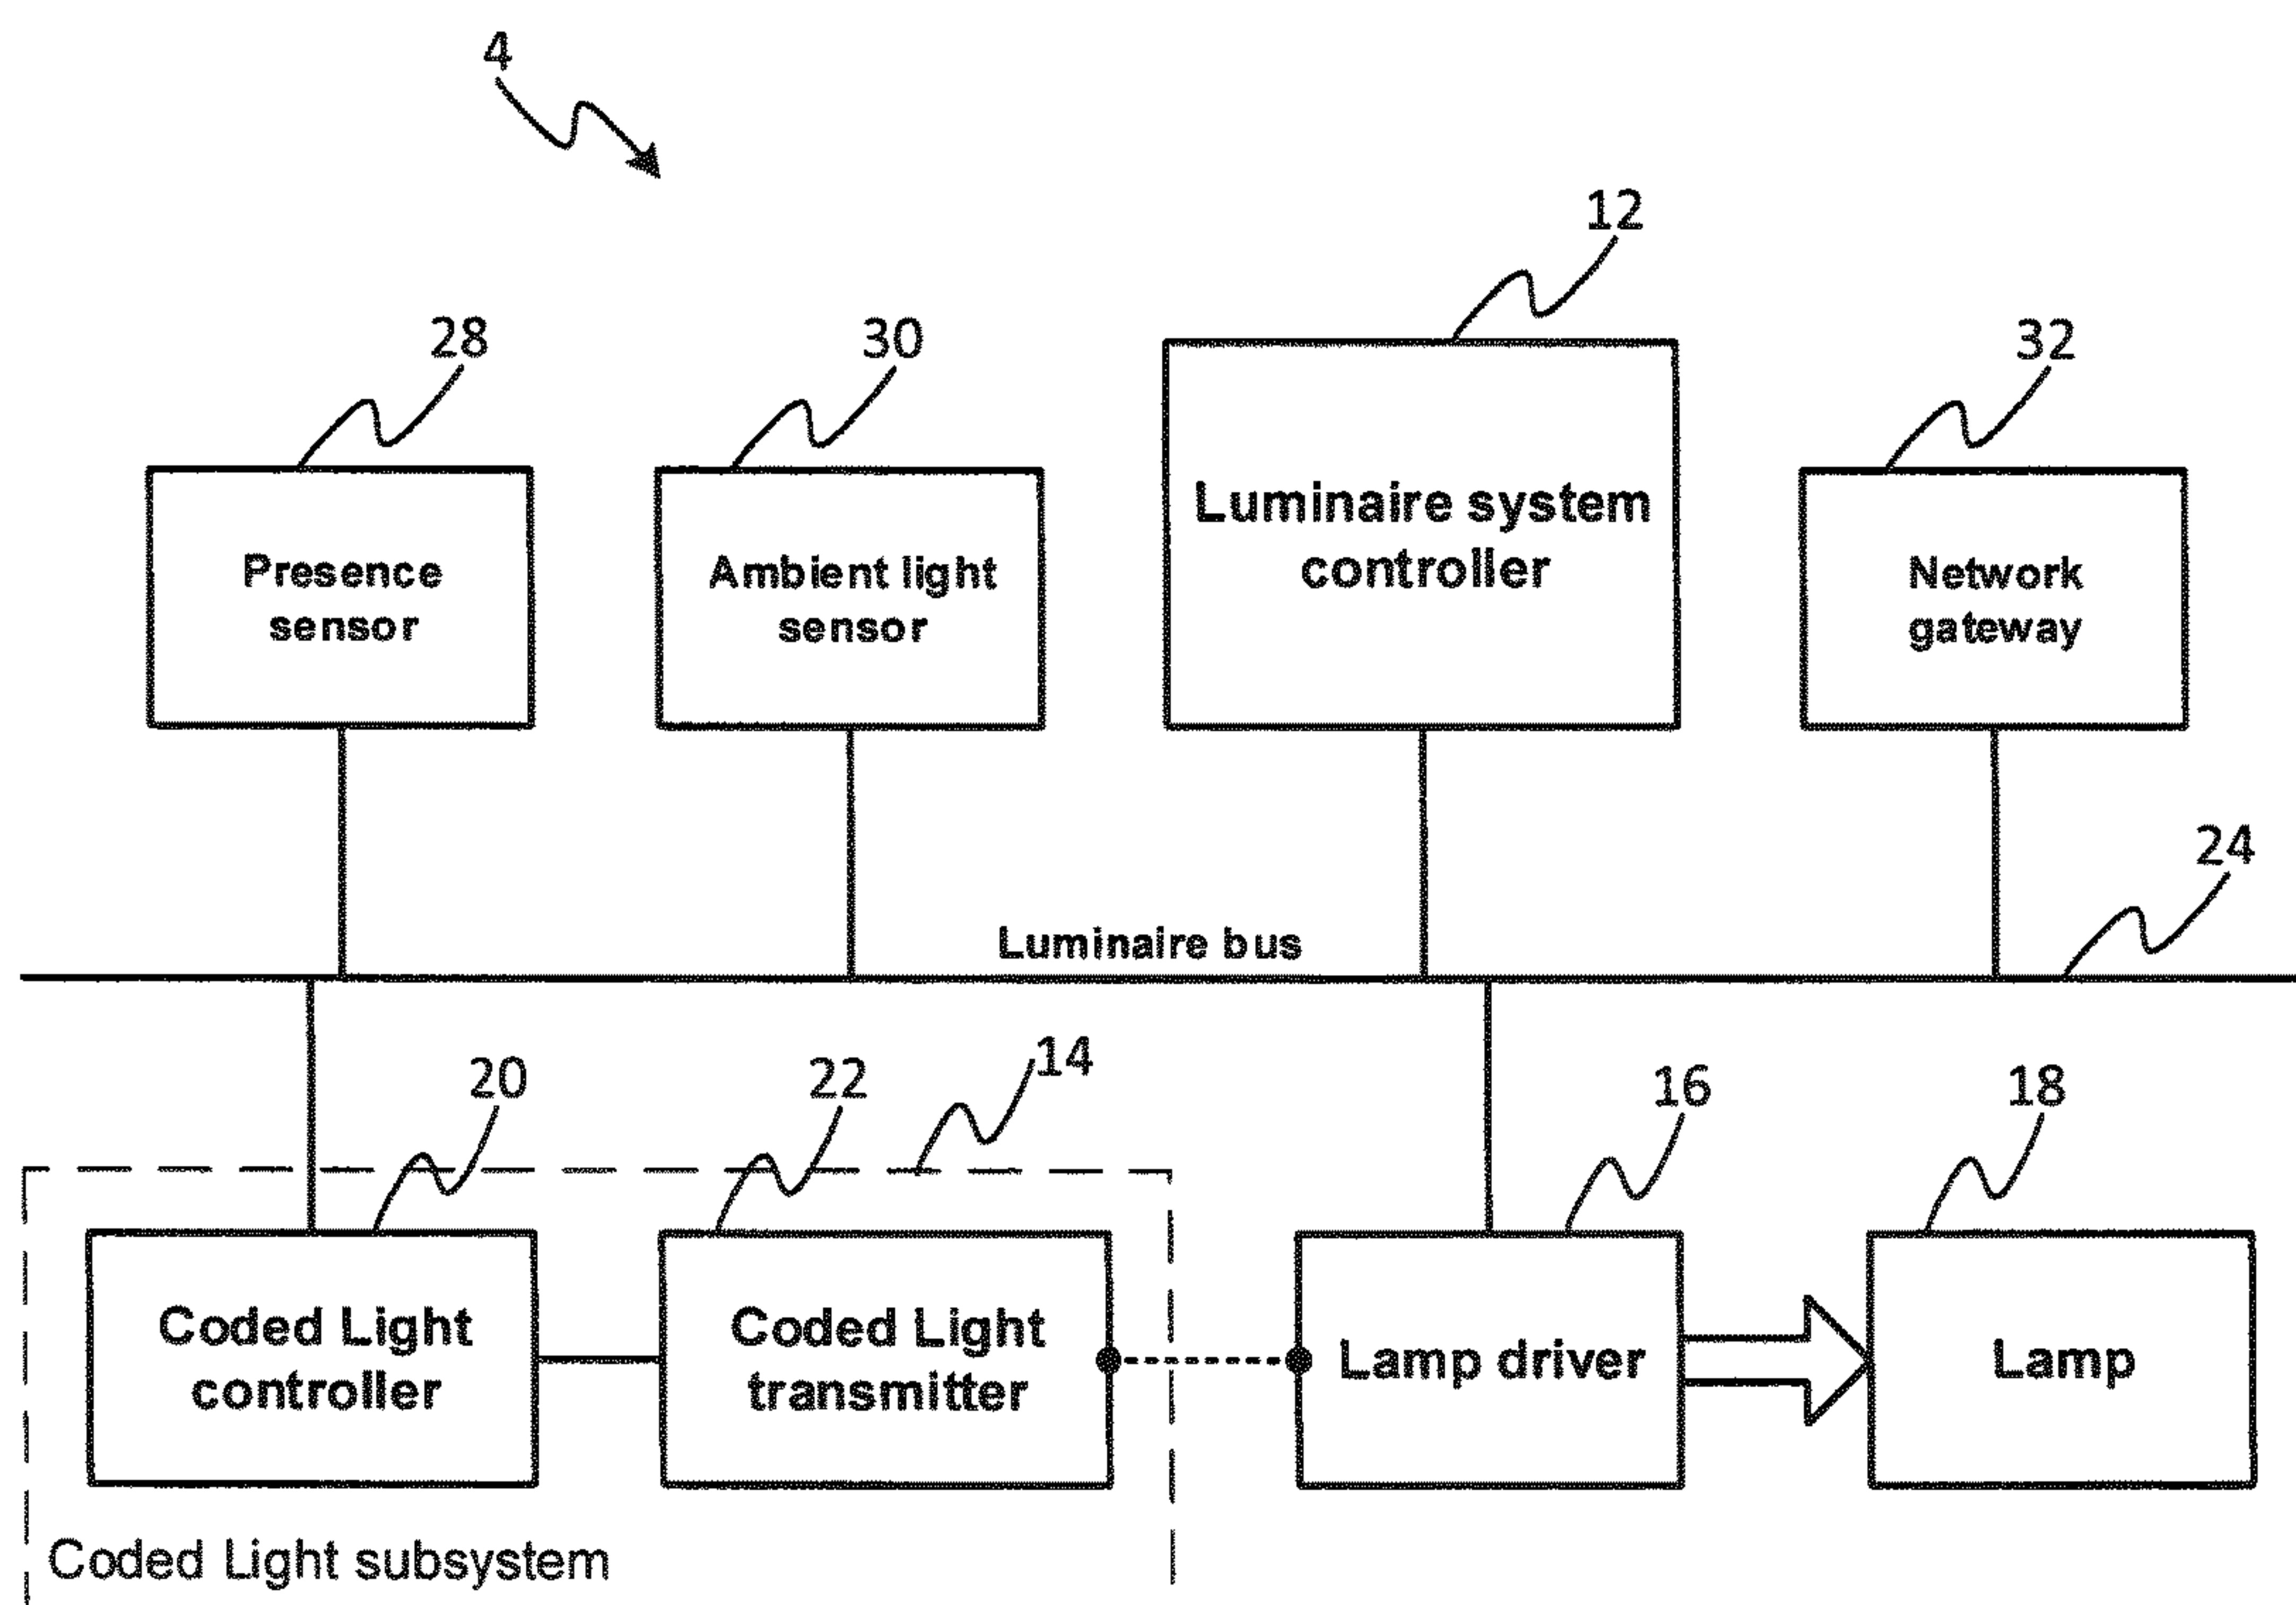 4
12
28
30
32
Presence
sensor
Ambient light
sensor
Luminaire system
controller
Network
gateway
24
Luminaire bus
20
22
14
16
18
Coded Light
controller
Coded Light
transmitter
Lamp driver
Lamp
Coded Light subsystem